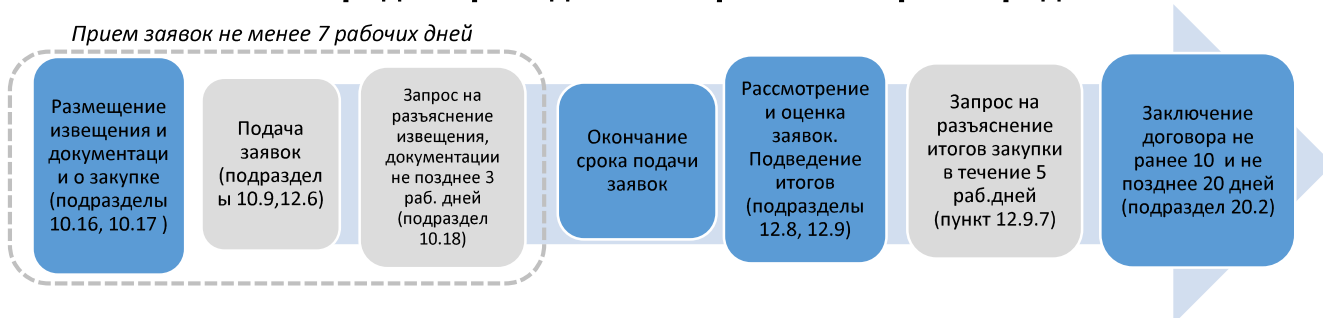 Прием заявок не менее 7 рабочих дней
Размещение
извещения и
документаци
и о закупке
(подразделы
10.16, 10.17 )
Подача
заявок
(подраздел
ы 10.9,12.6)
Запрос на
разъяснение
извещения,
документации
не позднее 3
раб. дней
(подраздел
10.18)
Окончание
срока подачи
заявок
Рассмотрение
и оценка
заявок.
Подведение
итогов
(подразделы
12.8, 12.9)
Запрос на
разъяснение
итогов закупки
в течение 5
раб.дней
(пункт 12.9.7)
Заключение
договора не
ранее 10  и не
позднее 20 дней
(подраздел 20.2)